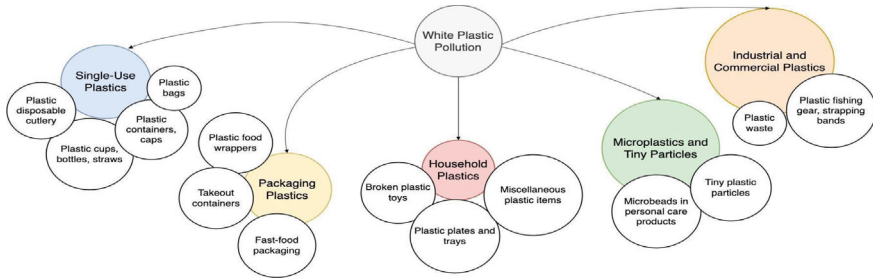 White Plastic
Pollution
Single-Use
Plastics
Plastic
bags
Plastic
disposable
cutlery
Plastic
containers,
caps
Plastic cups,
bottles, straws
Plastic food
wrappers
Packaging
Plastics
Takeout
containers
Fast-food
packaging
Household
Plastics
Broken plastic
toys
Miscellaneous
plastic items
Plastic plates
and trays
Microplastics and
Tiny Particles
Microbeads in
personal care
products
Tiny plastic
particles
Industrial and
Commercial Plastics
Plastic
waste
Plastic fishing
gear, strapping
bands